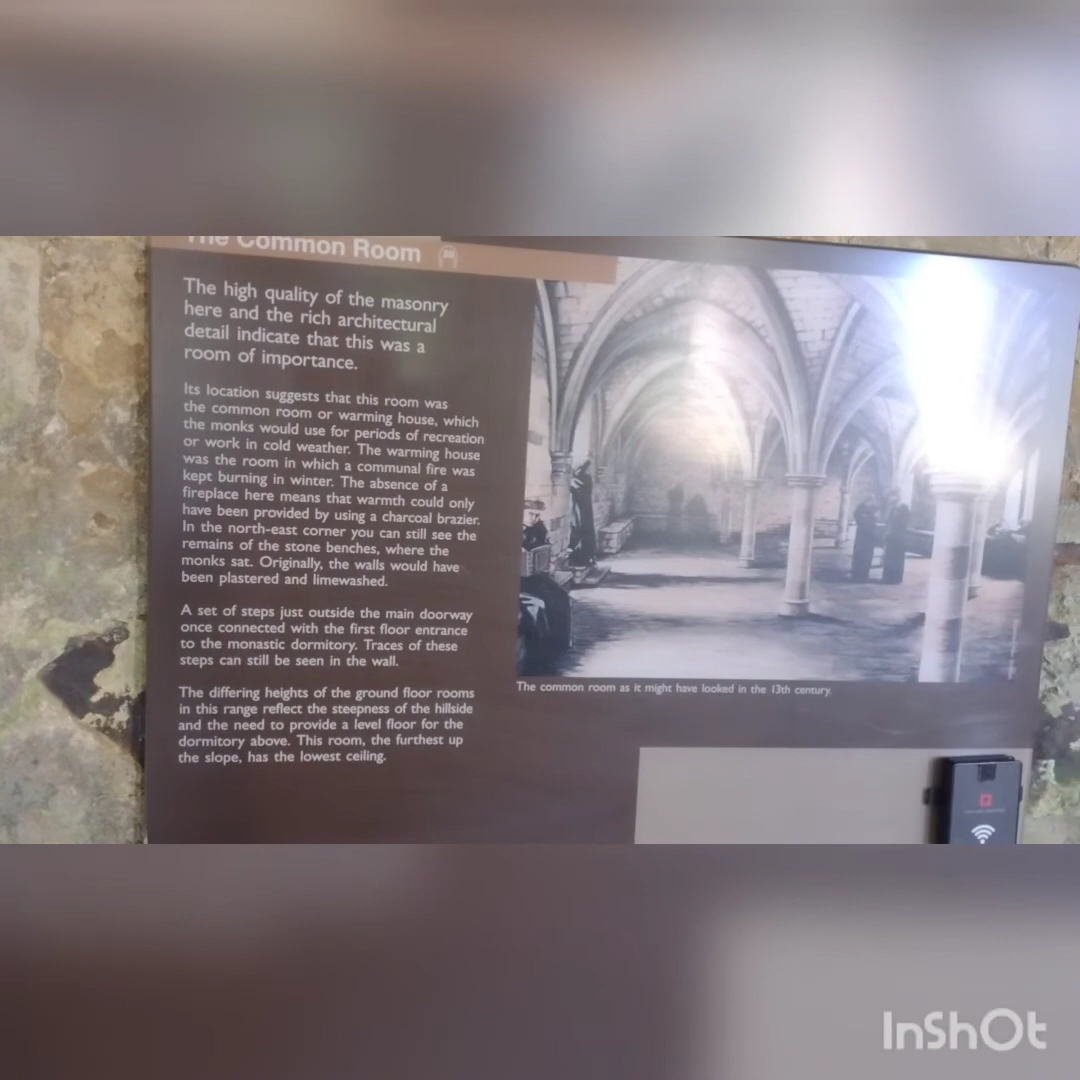 The Common Room
The high quality of the masonry
here and the rich architectural
detail indicate that this was a
room of importance.
Its location suggests that this room was
the common room or warming house, which
the monks would use for periods of recreation
or work in cold weather. The warming house
was the room in which a communal fire was
kept burning in winter. The absence of a
fireplace here means that warmth could only
have been provided by using a charcoal brazier.
In the north-east corner you can still see the
remains of the stone benches, where the
monks sat. Originally, the walls would have
been plastered and limewashed.
A set of steps just outside the main doorway
once connected with the first floor entrance
to the monastic dormitory. Traces of these
steps can still be seen in the wall.
The differing heights of the ground floor rooms
in this range reflect the steepness of the hillside
and the need to provide a level floor for the
dormitory above. This room, the furthest up
the slope, has the lowest ceiling.
The common room as it might have looked in the 13th century.
InShOt